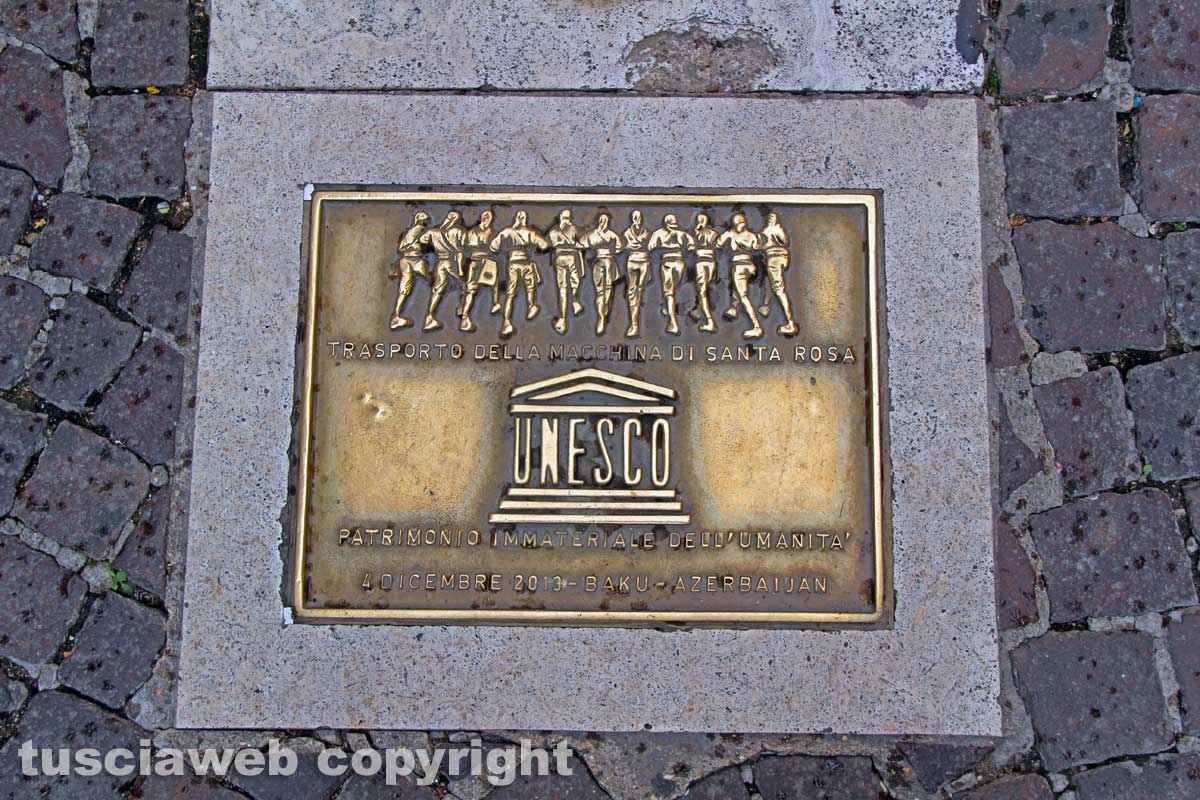 TRASPORTO DELLA MACCHINA DI SANTA ROSA
UNESCO
PATRIMONIO IMMATERIALE DELL'UMANITA'
4 DICEMBRE 2013 - BAKU - AZERBAIJAN
tusciaweb copyright